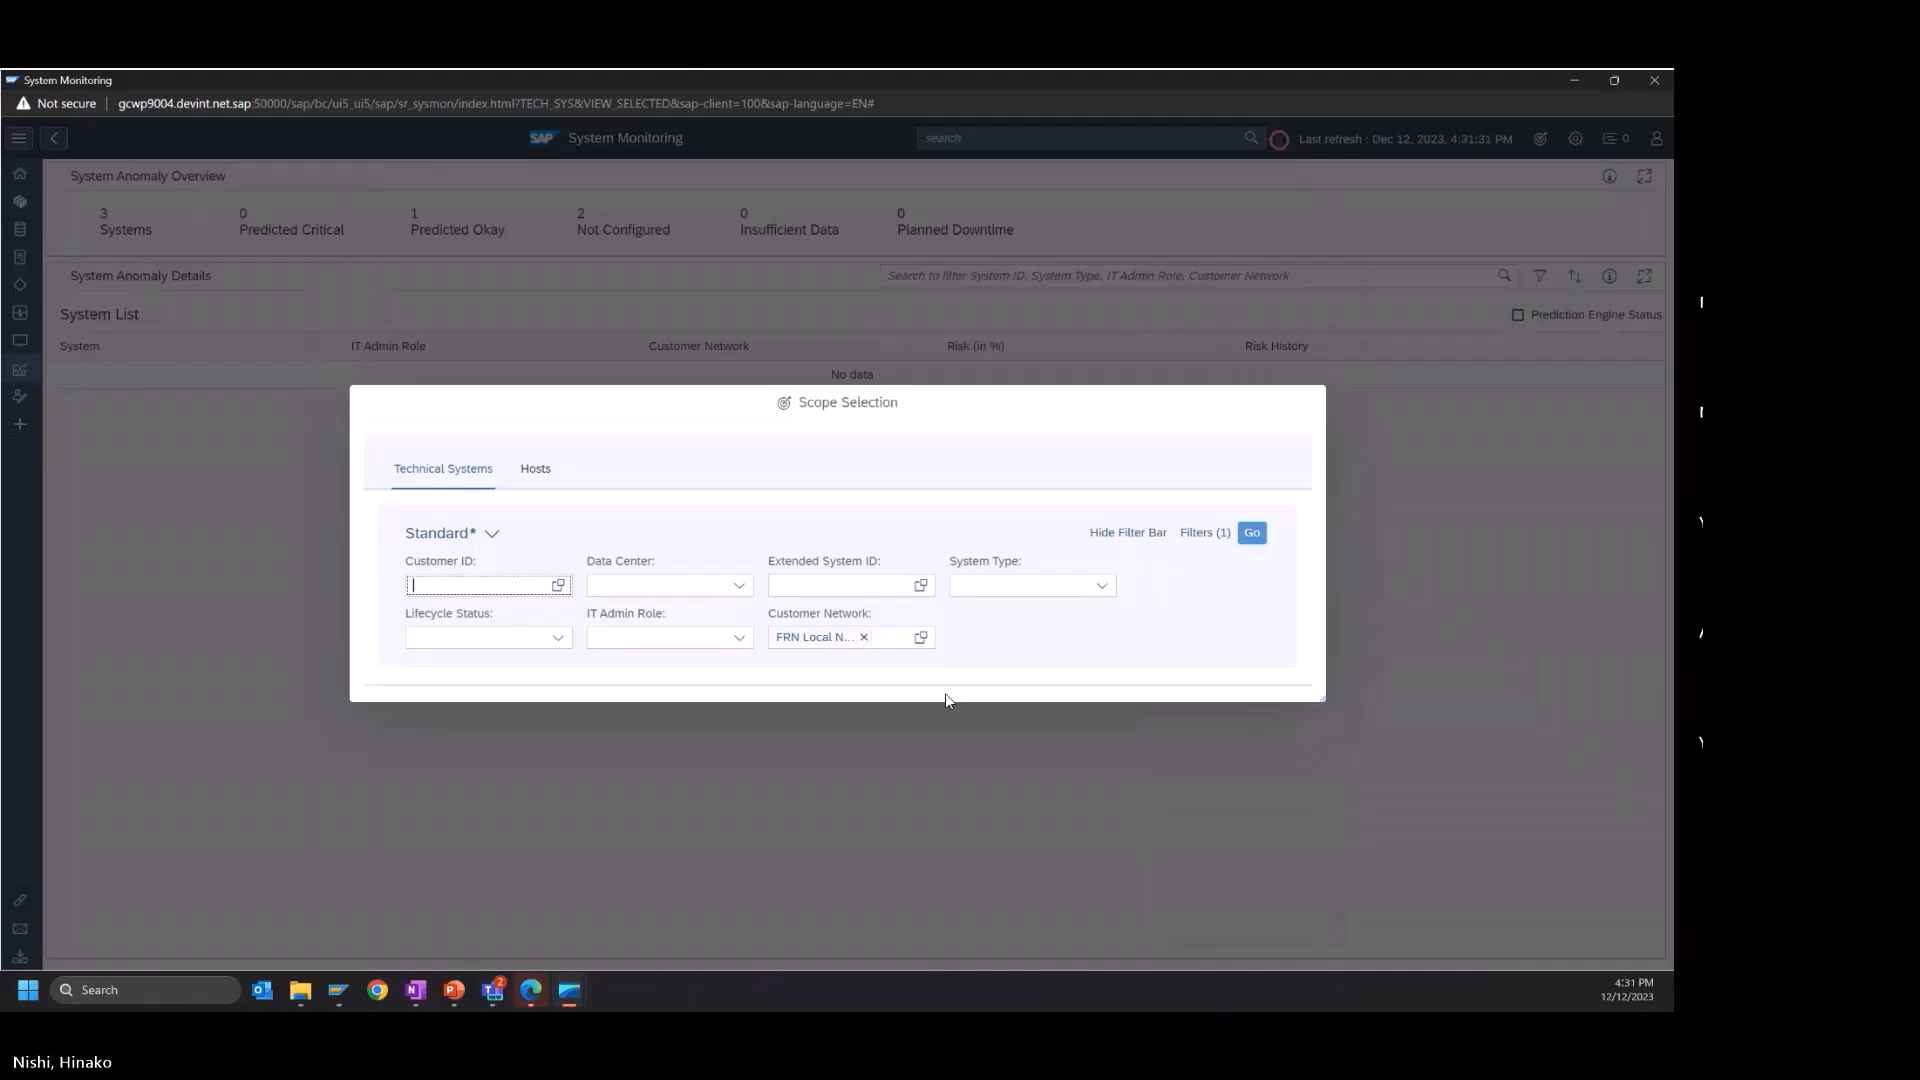 System Monitoring
Not secure | gcwp9004.devint.net.sap:50000/sap/bc/ui5_ui5/sap/sr_sysmon/index.html?TECH_SYS&VIEW_SELECTED&sap-client=100&sap-language=EN#
SAP System Monitoring
search
Last refresh : Dec 12, 2023, 4:31:31 PM
0
System Anomaly Overview
3 0 1 2 0 0
Systems Predicted Critical Predicted Okay Not Configured Insufficient Data Planned Downtime
System Anomaly Details
Search to filter System ID, System Type, IT Admin Role, Customer Network
System List
Prediction Engine Status
System IT Admin Role Customer Network Risk (in %) Risk History
No data
Scope Selection
Technical Systems Hosts
Standard*
Hide Filter Bar Filters (1) Go
Customer ID: Data Center: Extended System ID: System Type:
Lifecycle Status: IT Admin Role: Customer Network:
FRN Local N...
Search
2
4:31 PM
12/12/2023
Nishi, Hinako